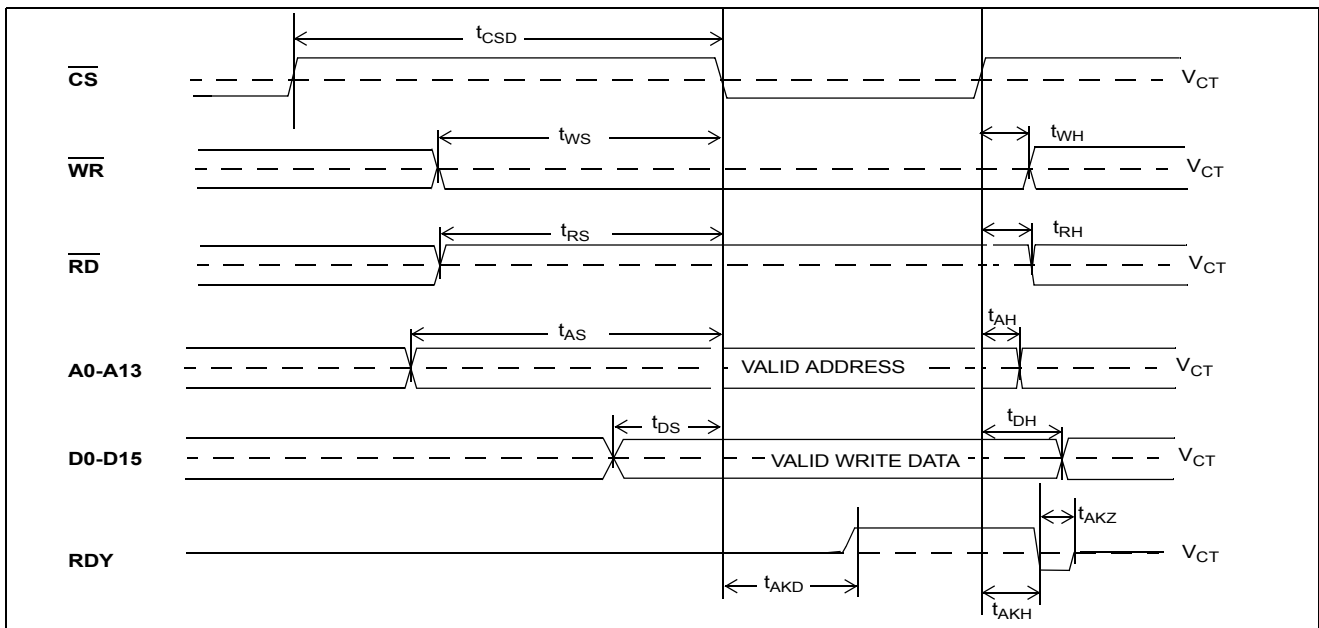 tCSD
CS VCT
tWS tWH
WR VCT
tRS tRH
RD VCT
tAS tAH
A0-A13 VALID ADDRESS VCT
tDS tDH
D0-D15 VALID WRITE DATA VCT
tAKZ
RDY VCT
tAKD
tAKH